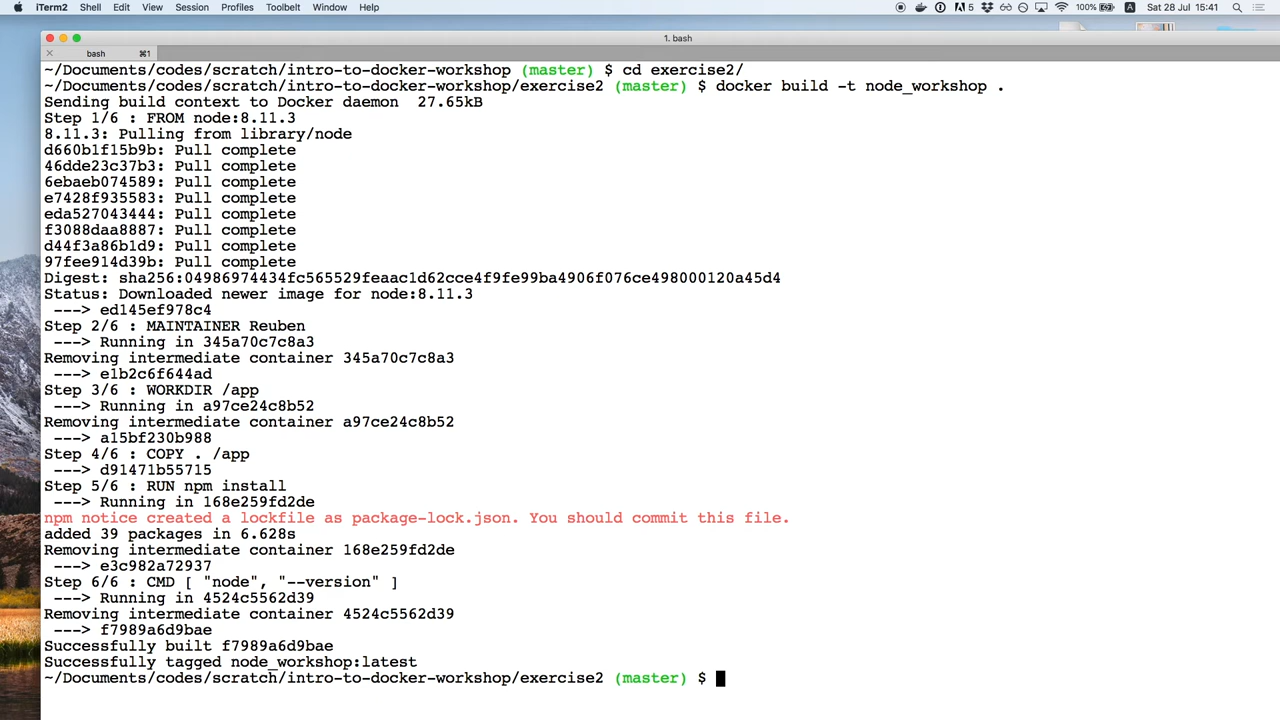 iTerm2 Shell Edit View Session Profiles Toolbelt Help 5 100% A Sat 28 Jul 15:41
1. bash
bash ⌘1
~/Documents/codes/scratch/intro-to-docker-workshop (master) $ cd exercise2/
~/Documents/codes/scratch/intro-to-docker-workshop/exercise2 (master) $ docker build -t node_workshop .
Sending build context to Docker daemon  27.65kB
Step 1/6 : FROM node:8.11.3
8.11.3: Pulling from library/node
d660b1f15b9b: Pull complete
46dde23c37b3: Pull complete
6ebaeb074589: Pull complete
e7428f935583: Pull complete
eda527043444: Pull complete
f3088daa8887: Pull complete
d44f3a86b1d9: Pull complete
97fee914d39b: Pull complete
Digest: sha256:04986974434fc565529feaac1d62cce4f9fe99ba4906f076ce498000120a45d4
Status: Downloaded newer image for node:8.11.3
 ---> ed145ef978c4
Step 2/6 : MAINTAINER Reuben
 ---> Running in 345a70c7c8a3
Removing intermediate container 345a70c7c8a3
 ---> e1b2c6f644ad
Step 3/6 : WORKDIR /app
 ---> Running in a97ce24c8b52
Removing intermediate container a97ce24c8b52
 ---> a15bf230b988
Step 4/6 : COPY . /app
 ---> d91471b55715
Step 5/6 : RUN npm install
 ---> Running in 168e259fd2de
npm notice created a lockfile as package-lock.json. You should commit this file.
added 39 packages in 6.628s
Removing intermediate container 168e259fd2de
 ---> e3c982a72937
Step 6/6 : CMD [ "node", "--version" ]
 ---> Running in 4524c5562d39
Removing intermediate container 4524c5562d39
 ---> f7989a6d9bae
Successfully built f7989a6d9bae
Successfully tagged node_workshop:latest
~/Documents/codes/scratch/intro-to-docker-workshop/exercise2 (master) $